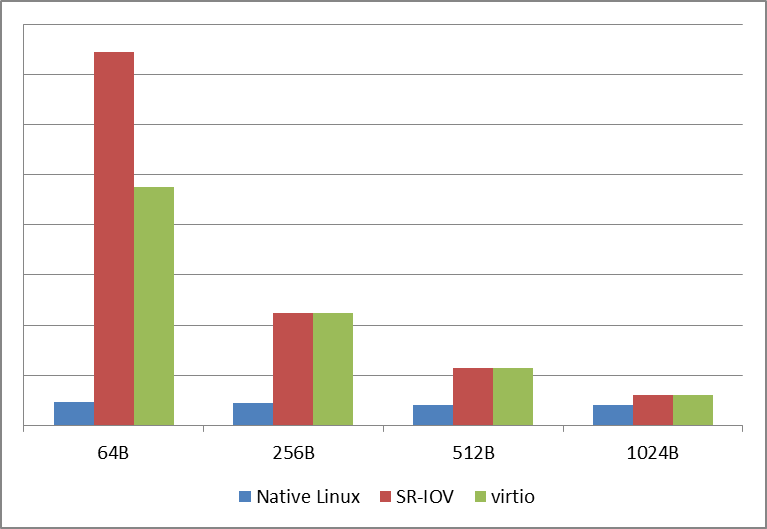 64B 256B 512B 1024B
Native Linux SR-IOV virtio